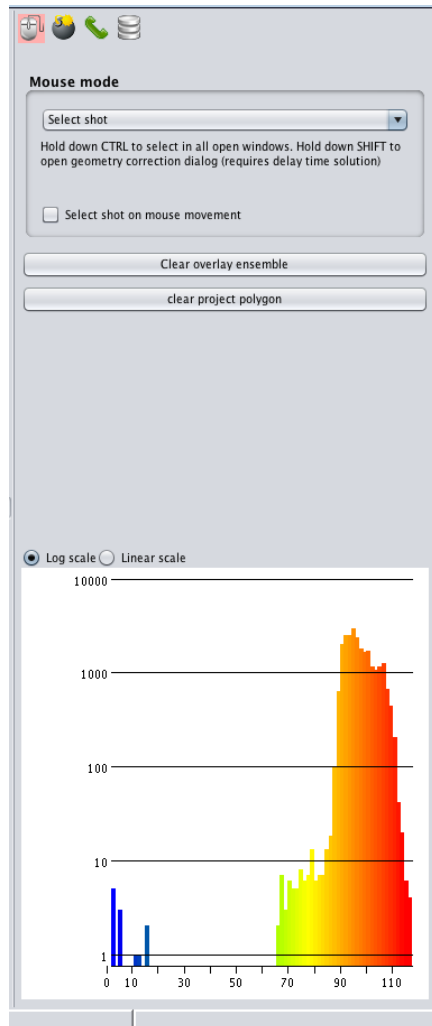 Mouse mode
Select shot
Hold down CTRL to select in all open windows. Hold down SHIFT to
open geometry correction dialog (requires delay time solution)
Select shot on mouse movement
Clear overlay ensemble
clear project polygon
Log scale Linear scale
10000
1000
100
10
1
0 10 30 50 70 90 110